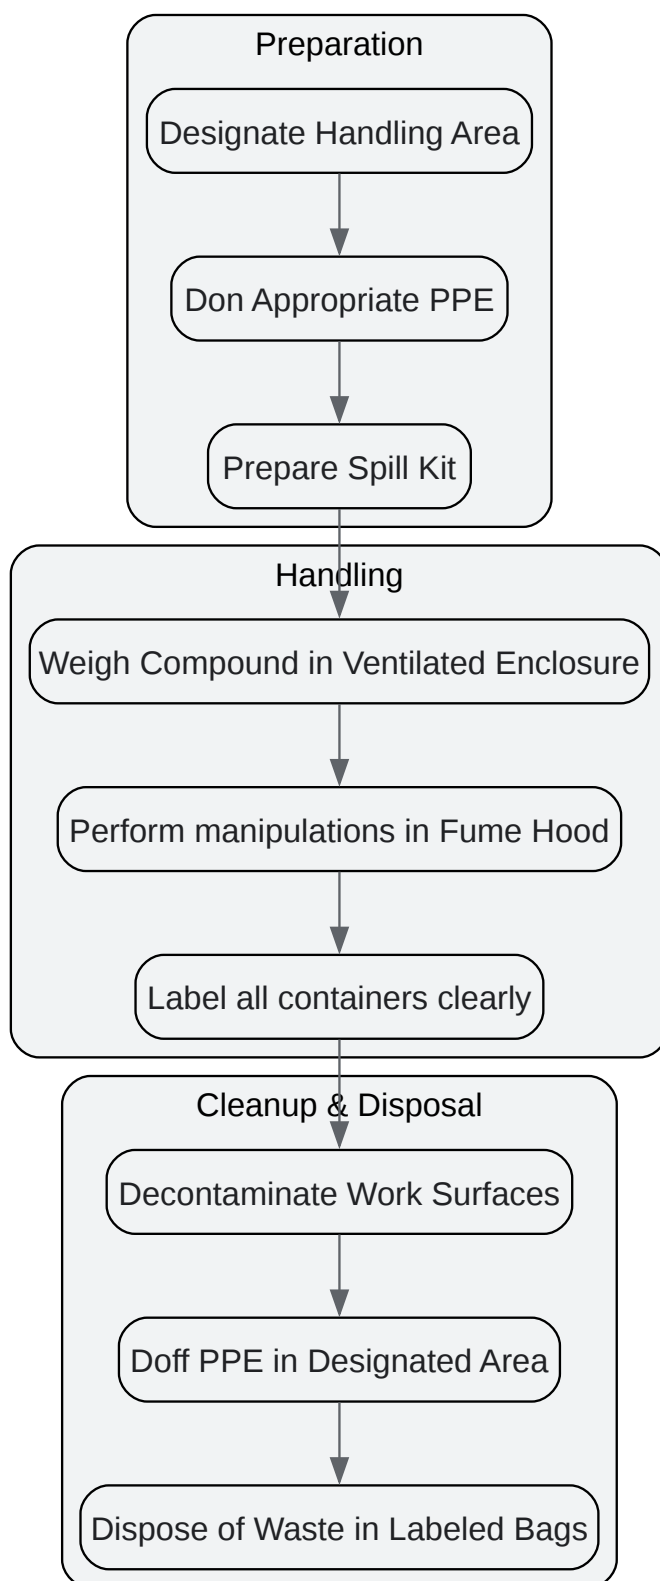 Preparation
Designate Handling Area
Don Appropriate PPE
Prepare Spill Kit
Handling
Weigh Compound in Ventilated Enclosure
Perform manipulations in Fume Hood
Label all containers clearly
Cleanup & Disposal
Decontaminate Work Surfaces
Doff PPE in Designated Area
Dispose of Waste in Labeled Bags